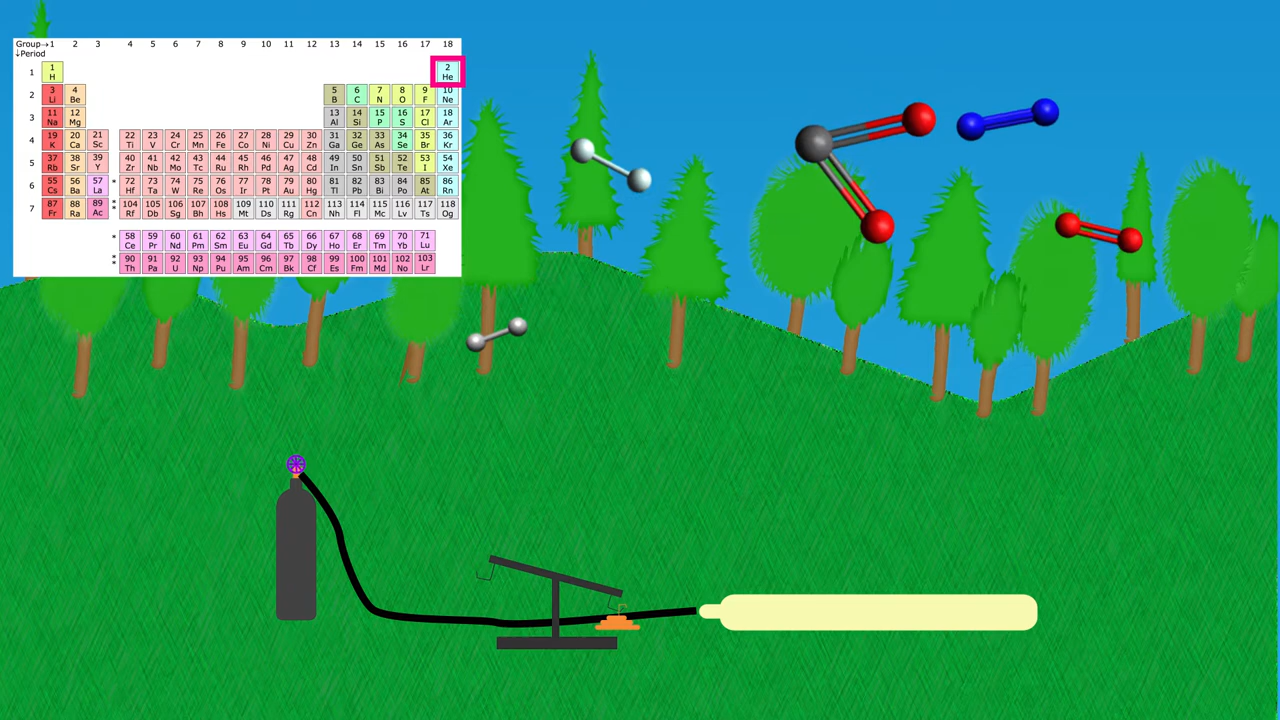 Group→ 1 2 3 4 5 6 7 8 9 10 11 12 13 14 15 16 17 18
↓Period
1 1 2
H He
2 3 4 5 6 7 8 9 10
Li Be B C N O F Ne
3 11 12 13 14 15 16 17 18
Na Mg Al Si P S Cl Ar
4 19 20 21 22 23 24 25 26 27 28 29 30 31 32 33 34 35 36
K Ca Sc Ti V Cr Mn Fe Co Ni Cu Zn Ga Ge As Se Br Kr
5 37 38 39 40 41 42 43 44 45 46 47 48 49 50 51 52 53 54
Rb Sr Y Zr Nb Mo Tc Ru Rh Pd Ag Cd In Sn Sb Te I Xe
6 55 56 57 * 72 73 74 75 76 77 78 79 80 81 82 83 84 85 86
Cs Ba La Hf Ta W Re Os Ir Pt Au Hg Tl Pb Bi Po At Rn
7 87 88 89 ** 104 105 106 107 108 109 110 111 112 113 114 115 116 117 118
Fr Ra Ac Rf Db Sg Bh Hs Mt Ds Rg Cn Nh Fl Mc Lv Ts Og
* 58 59 60 61 62 63 64 65 66 67 68 69 70 71
Ce Pr Nd Pm Sm Eu Gd Tb Dy Ho Er Tm Yb Lu
** 90 91 92 93 94 95 96 97 98 99 100 101 102 103
Th Pa U Np Pu Am Cm Bk Cf Es Fm Md No Lr